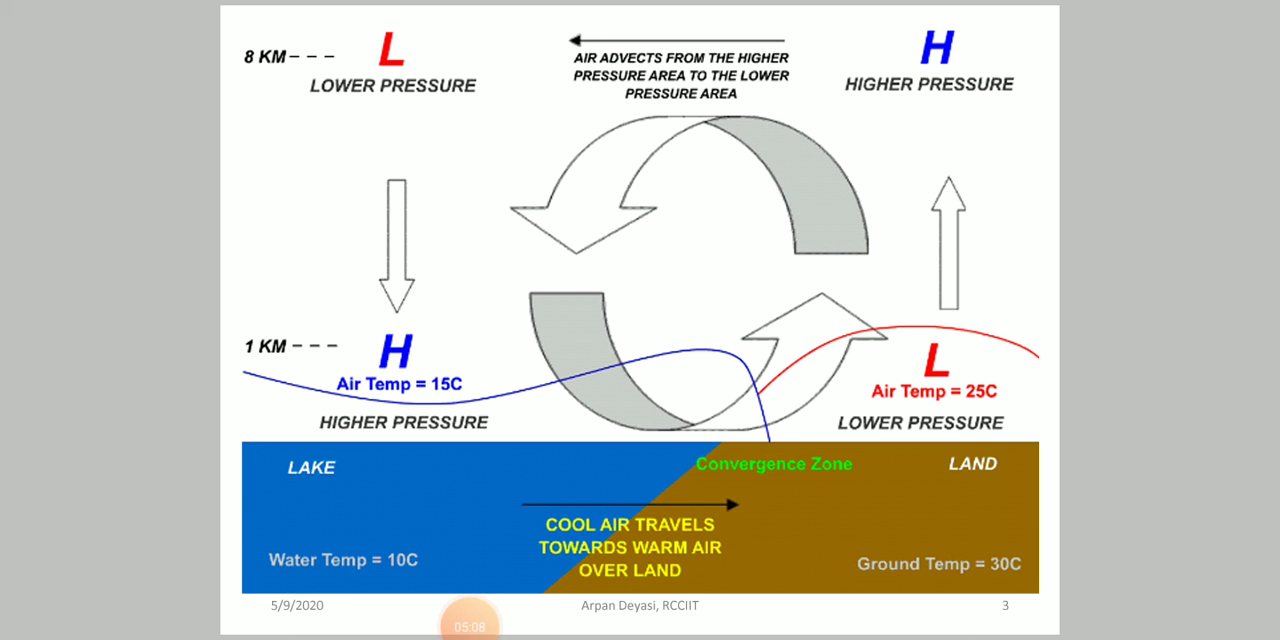 8 KM
L
LOWER PRESSURE
AIR ADVECTS FROM THE HIGHER
PRESSURE AREA TO THE LOWER
PRESSURE AREA
H
HIGHER PRESSURE
1 KM
H
Air Temp = 15C
HIGHER PRESSURE
L
Air Temp = 25C
LOWER PRESSURE
LAKE
Convergence Zone
LAND
COOL AIR TRAVELS
TOWARDS WARM AIR
OVER LAND
Water Temp = 10C
Ground Temp = 30C
5/9/2020
Arpan Deyasi, RCCIIT
3
05:08